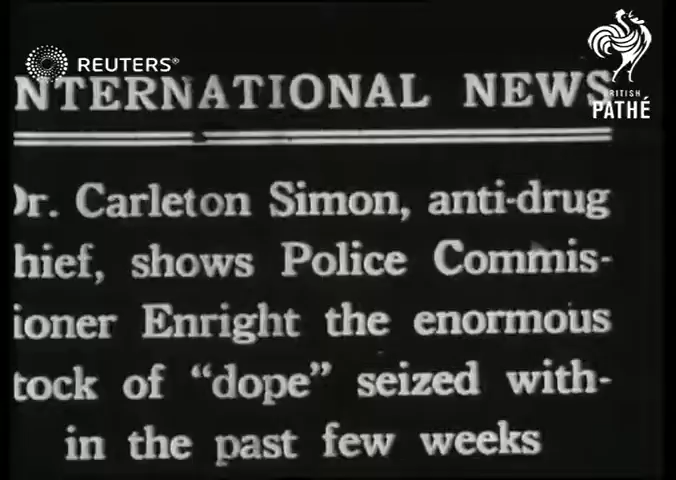 REUTERS
BRITISH
PATHÉ
NTERNATIONAL NEWS
Dr. Carleton Simon, anti-drug
hief, shows Police Commis-
ioner Enright the enormous
tock of “dope” seized with-
in the past few weeks